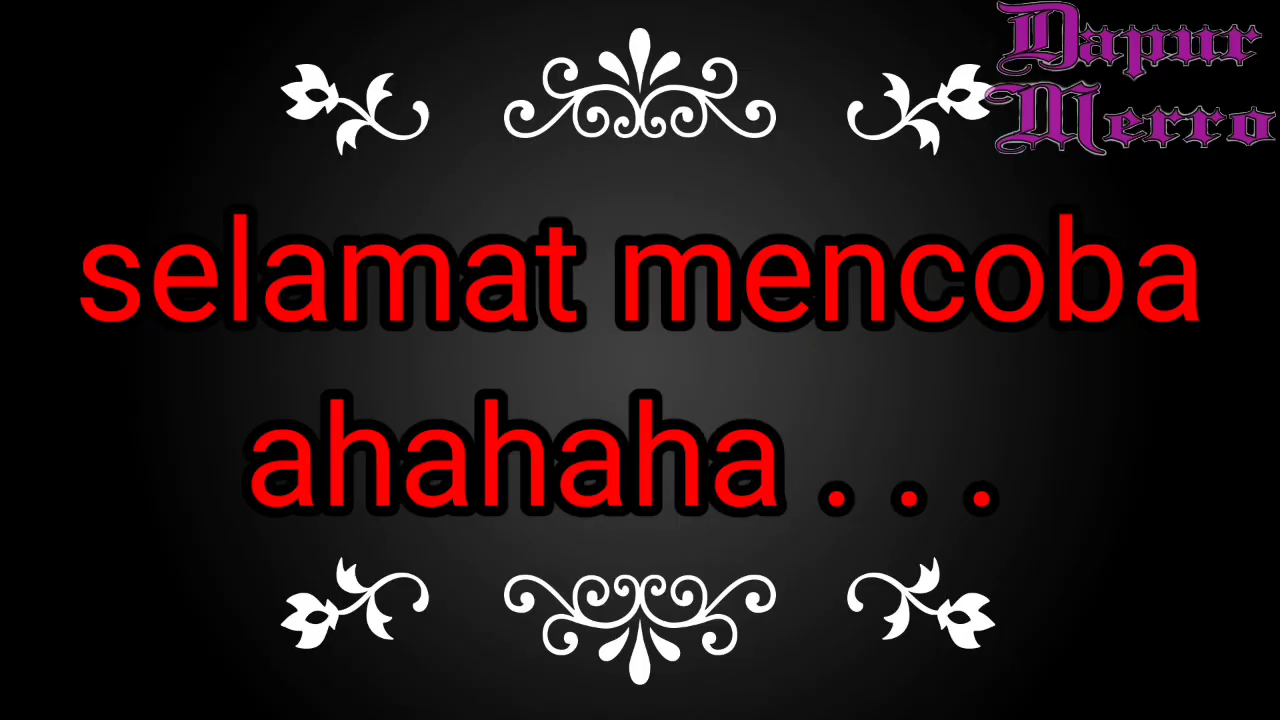 Dapur
Merro
selamat mencoba
ahahaha . . .